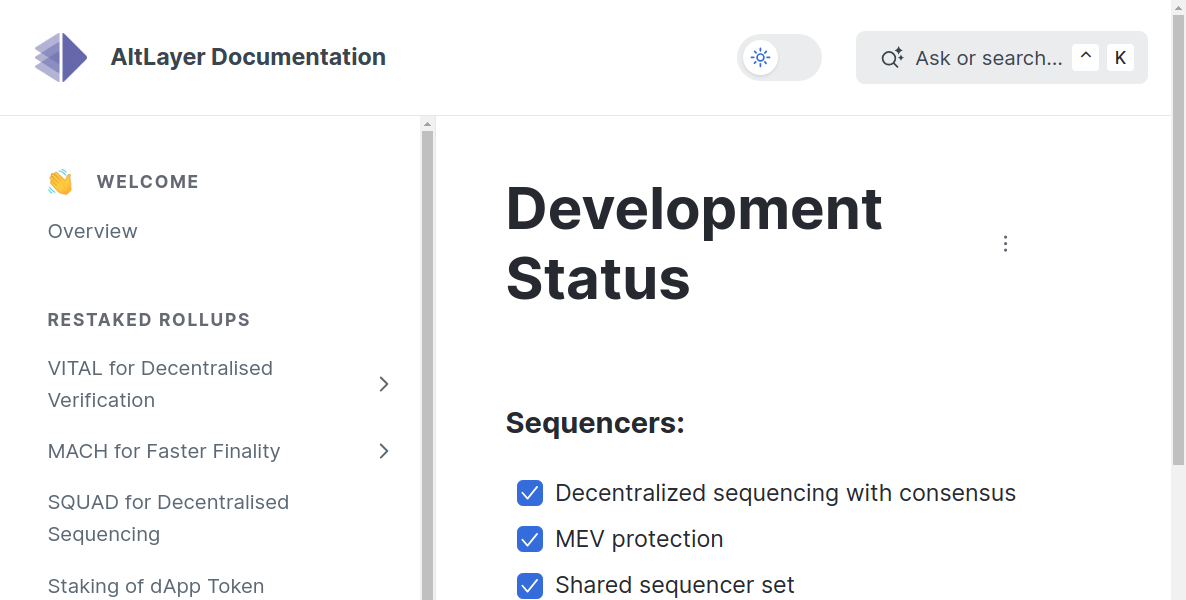 AltLayer Documentation
Ask or search... ^ K
👋 WELCOME
Overview
RESTAKED ROLLUPS
VITAL for Decentralised
Verification
MACH for Faster Finality
SQUAD for Decentralised
Sequencing
Staking of dApp Token
Development
Status
Sequencers:
Decentralized sequencing with consensus
MEV protection
Shared sequencer set